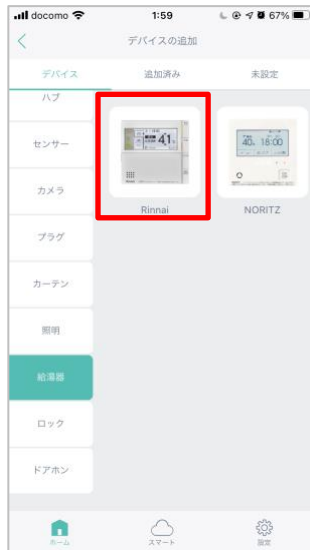 docomo 1:59 67%
デバイスの追加
デバイス 追加済み 未設定
ハブ
センサー
カメラ
プラグ
カーテン
照明
給湯器
ロック
ドアホン
41
40 18:00
Rinnai NORITZ
ホーム スマート 設定